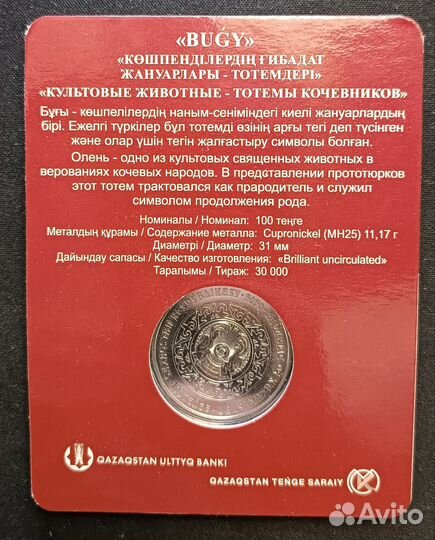 «BUĞY»
«КӨШПЕНДІЛЕРДІҢ ҒИБАДАТ
ЖАНУАРЛАРЫ - ТОТЕМДЕРІ»
«КУЛЬТОВЫЕ ЖИВОТНЫЕ - ТОТЕМЫ КОЧЕВНИКОВ»
Бұғы - көшпелілердің наным-сеніміндегі киелі жануарлардың
бірі. Ежелгі түркілер бұл тотемді өзінің арғы тегі деп түсінген
және олар үшін тегін жалғастыру символы болған.
Олень - одно из культовых священных животных в
верованиях кочевых народов. В представлении прототюрков
этот тотем трактовался как прародитель и служил
символом продолжения рода.
Номиналы / Номинал: 100 теңге
Металдың құрамы / Содержание металла: Cupronickel (МН25) 11,17 г
Диаметрі / Диаметр: 31 мм
Дайындау сапасы / Качество изготовления: «Brilliant uncirculated»
Таралымы / Тираж: 30 000
QAZAQSTAN ULTTYQ BANKI
QAZAQSTAN TEŃGE SARAIY
Avito